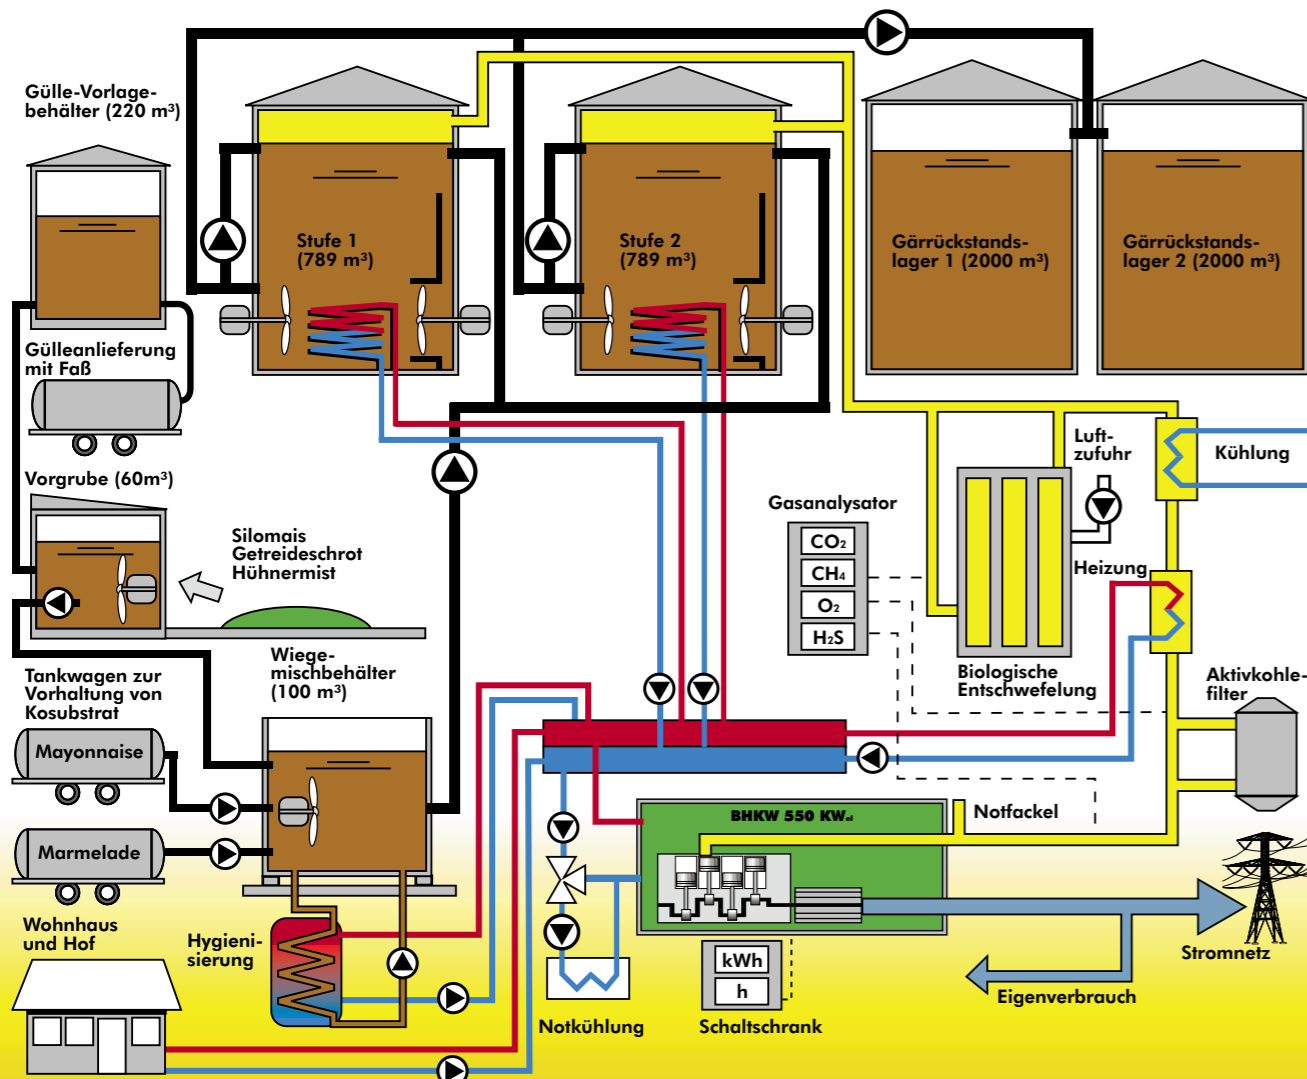 Gülle-Vorlage-
behälter (220 m³)
Stufe 1
(789 m³)
Stufe 2
(789 m³)
Gärrückstands-
lager 1 (2000 m³)
Gärrückstands-
lager 2 (2000 m³)
Gülleanlieferung
mit Faß
Vorgrube (60m³)
Silomais
Getreideschrot
Hühnermist
Luft-
zufuhr
Kühlung
Gasanalysator
CO₂
CH₄
O₂
H₂S
Heizung
Biologische
Entschwefelung
Aktivkohle-
filter
Wiege-
mischbehälter
(100 m³)
Tankwagen zur
Vorhaltung von
Kosubstrat
Mayonnaise
Marmelade
BHKW 550 KWel
Notfackel
Wohnhaus
und Hof
Hygieni-
sierung
Notkühlung
kWh
h
Schaltschrank
Stromnetz
Eigenverbrauch